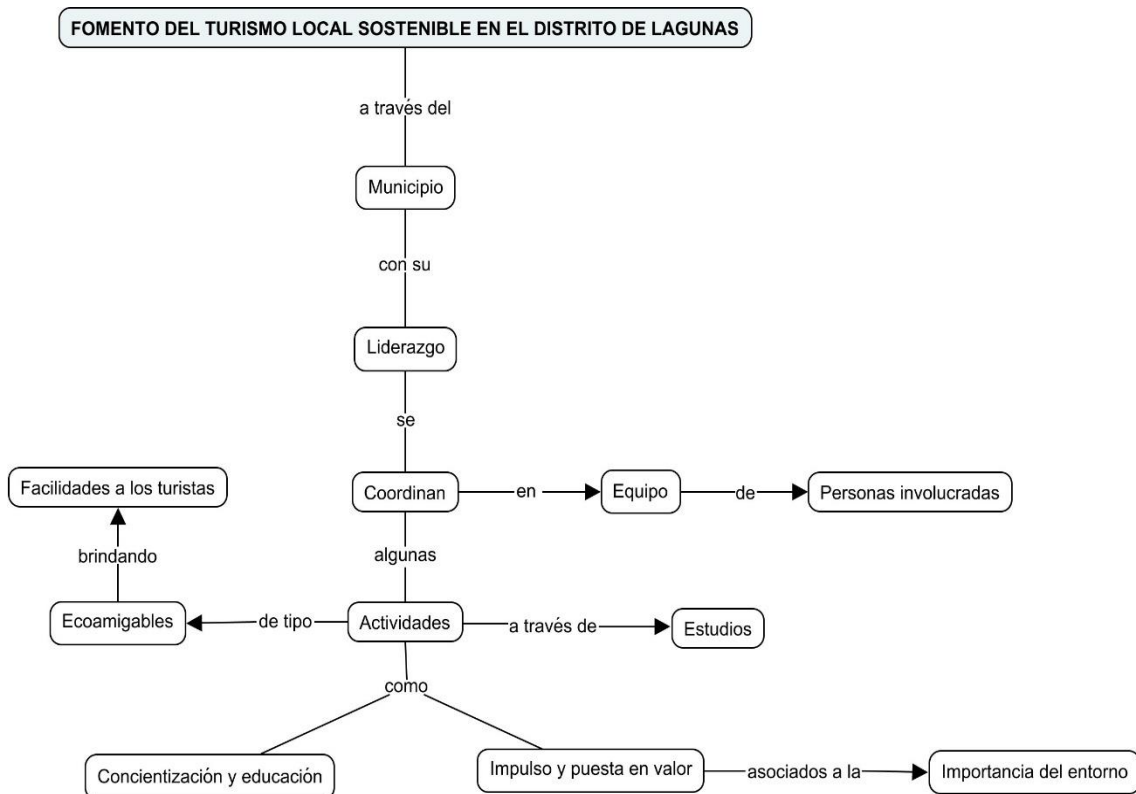 FOMENTO DEL TURISMO LOCAL SOSTENIBLE EN EL DISTRITO DE LAGUNAS
a través del
Municipio
con su
Liderazgo
se
Facilidades a los turistas
Coordinan
en
Equipo
de
Personas involucradas
brindando
algunas
Ecoamigables
de tipo
Actividades
a través de
Estudios
como
Concientización y educación
Impulso y puesta en valor
asociados a la
Importancia del entorno